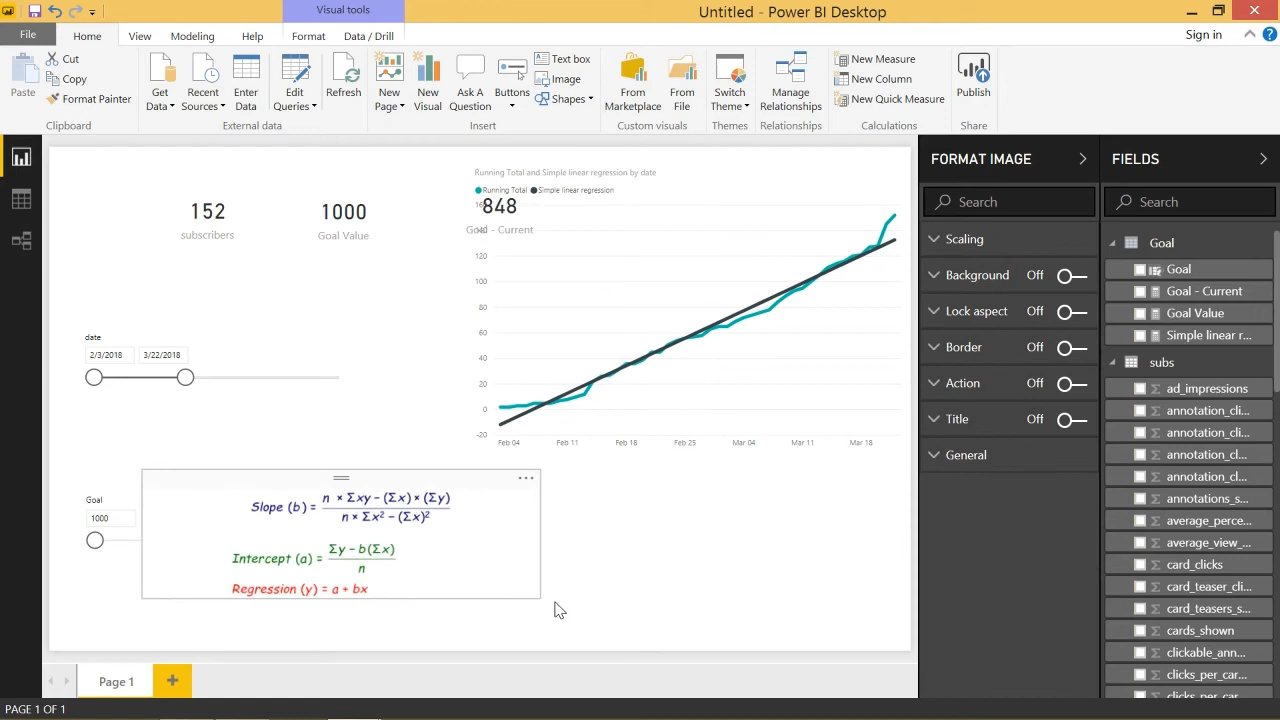 Visual tools
Untitled - Power BI Desktop
File
Home
View
Modeling
Help
Format
Data / Drill
Sign in
Paste
Cut
Copy
Format Painter
Clipboard
Get Data
Recent Sources
Enter Data
Edit Queries
Refresh
External data
New Page
New Visual
Ask A Question
Buttons
Text box
Image
Shapes
Insert
From Marketplace
From File
Custom visuals
Switch Theme
Themes
Manage Relationships
Relationships
New Measure
New Column
New Quick Measure
Calculations
Publish
Share
152
subscribers
1000
Goal Value
Running Total and Simple linear regression by date
Running Total
Simple linear regression
848
Goal - Current
120
100
80
60
40
20
0
-20
Feb 04
Feb 11
Feb 18
Feb 25
Mar 04
Mar 11
Mar 18
date
2/3/2018
3/22/2018
Goal
1000
Slope (b) = n × Σxy − (Σx) × (Σy)
n × Σx² − (Σx)²
Intercept (a) = Σy − b(Σx)
n
Regression (y) = a + bx
Page 1
PAGE 1 OF 1
FORMAT IMAGE
Search
Scaling
Background Off
Lock aspect Off
Border Off
Action Off
Title Off
General
FIELDS
Search
Goal
Goal
Goal - Current
Goal Value
Simple linear r...
subs
ad_impressions
annotation_cli...
annotation_cli...
annotation_cli...
annotation_cli...
annotations_s...
average_perce...
average_view_...
card_clicks
card_teaser_cli...
card_teasers_s...
cards_shown
clickable_ann...
clicks_per_car...
clicks_per_car